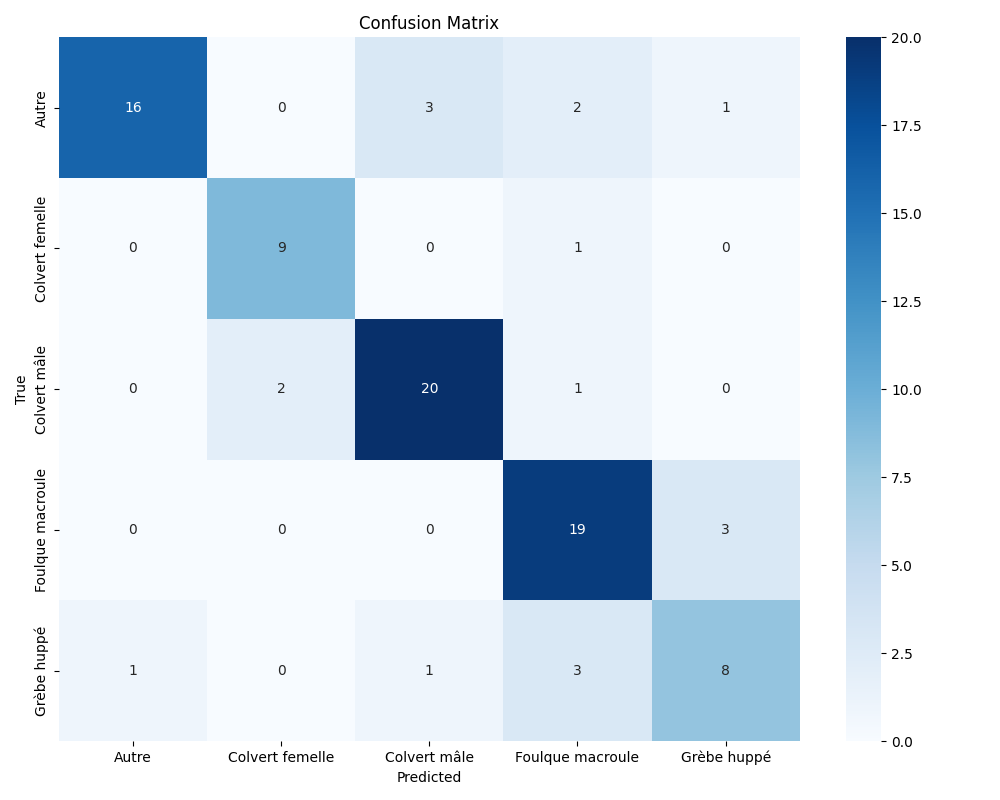 Confusion Matrix
True
Autre
16 0 3 2 1
Colvert femelle
0 9 0 1 0
Colvert mâle
0 2 20 1 0
Foulque macroule
0 0 0 19 3
Grèbe huppé
1 0 1 3 8
Autre Colvert femelle Colvert mâle Foulque macroule Grèbe huppé
Predicted
20.0
17.5
15.0
12.5
10.0
7.5
5.0
2.5
0.0